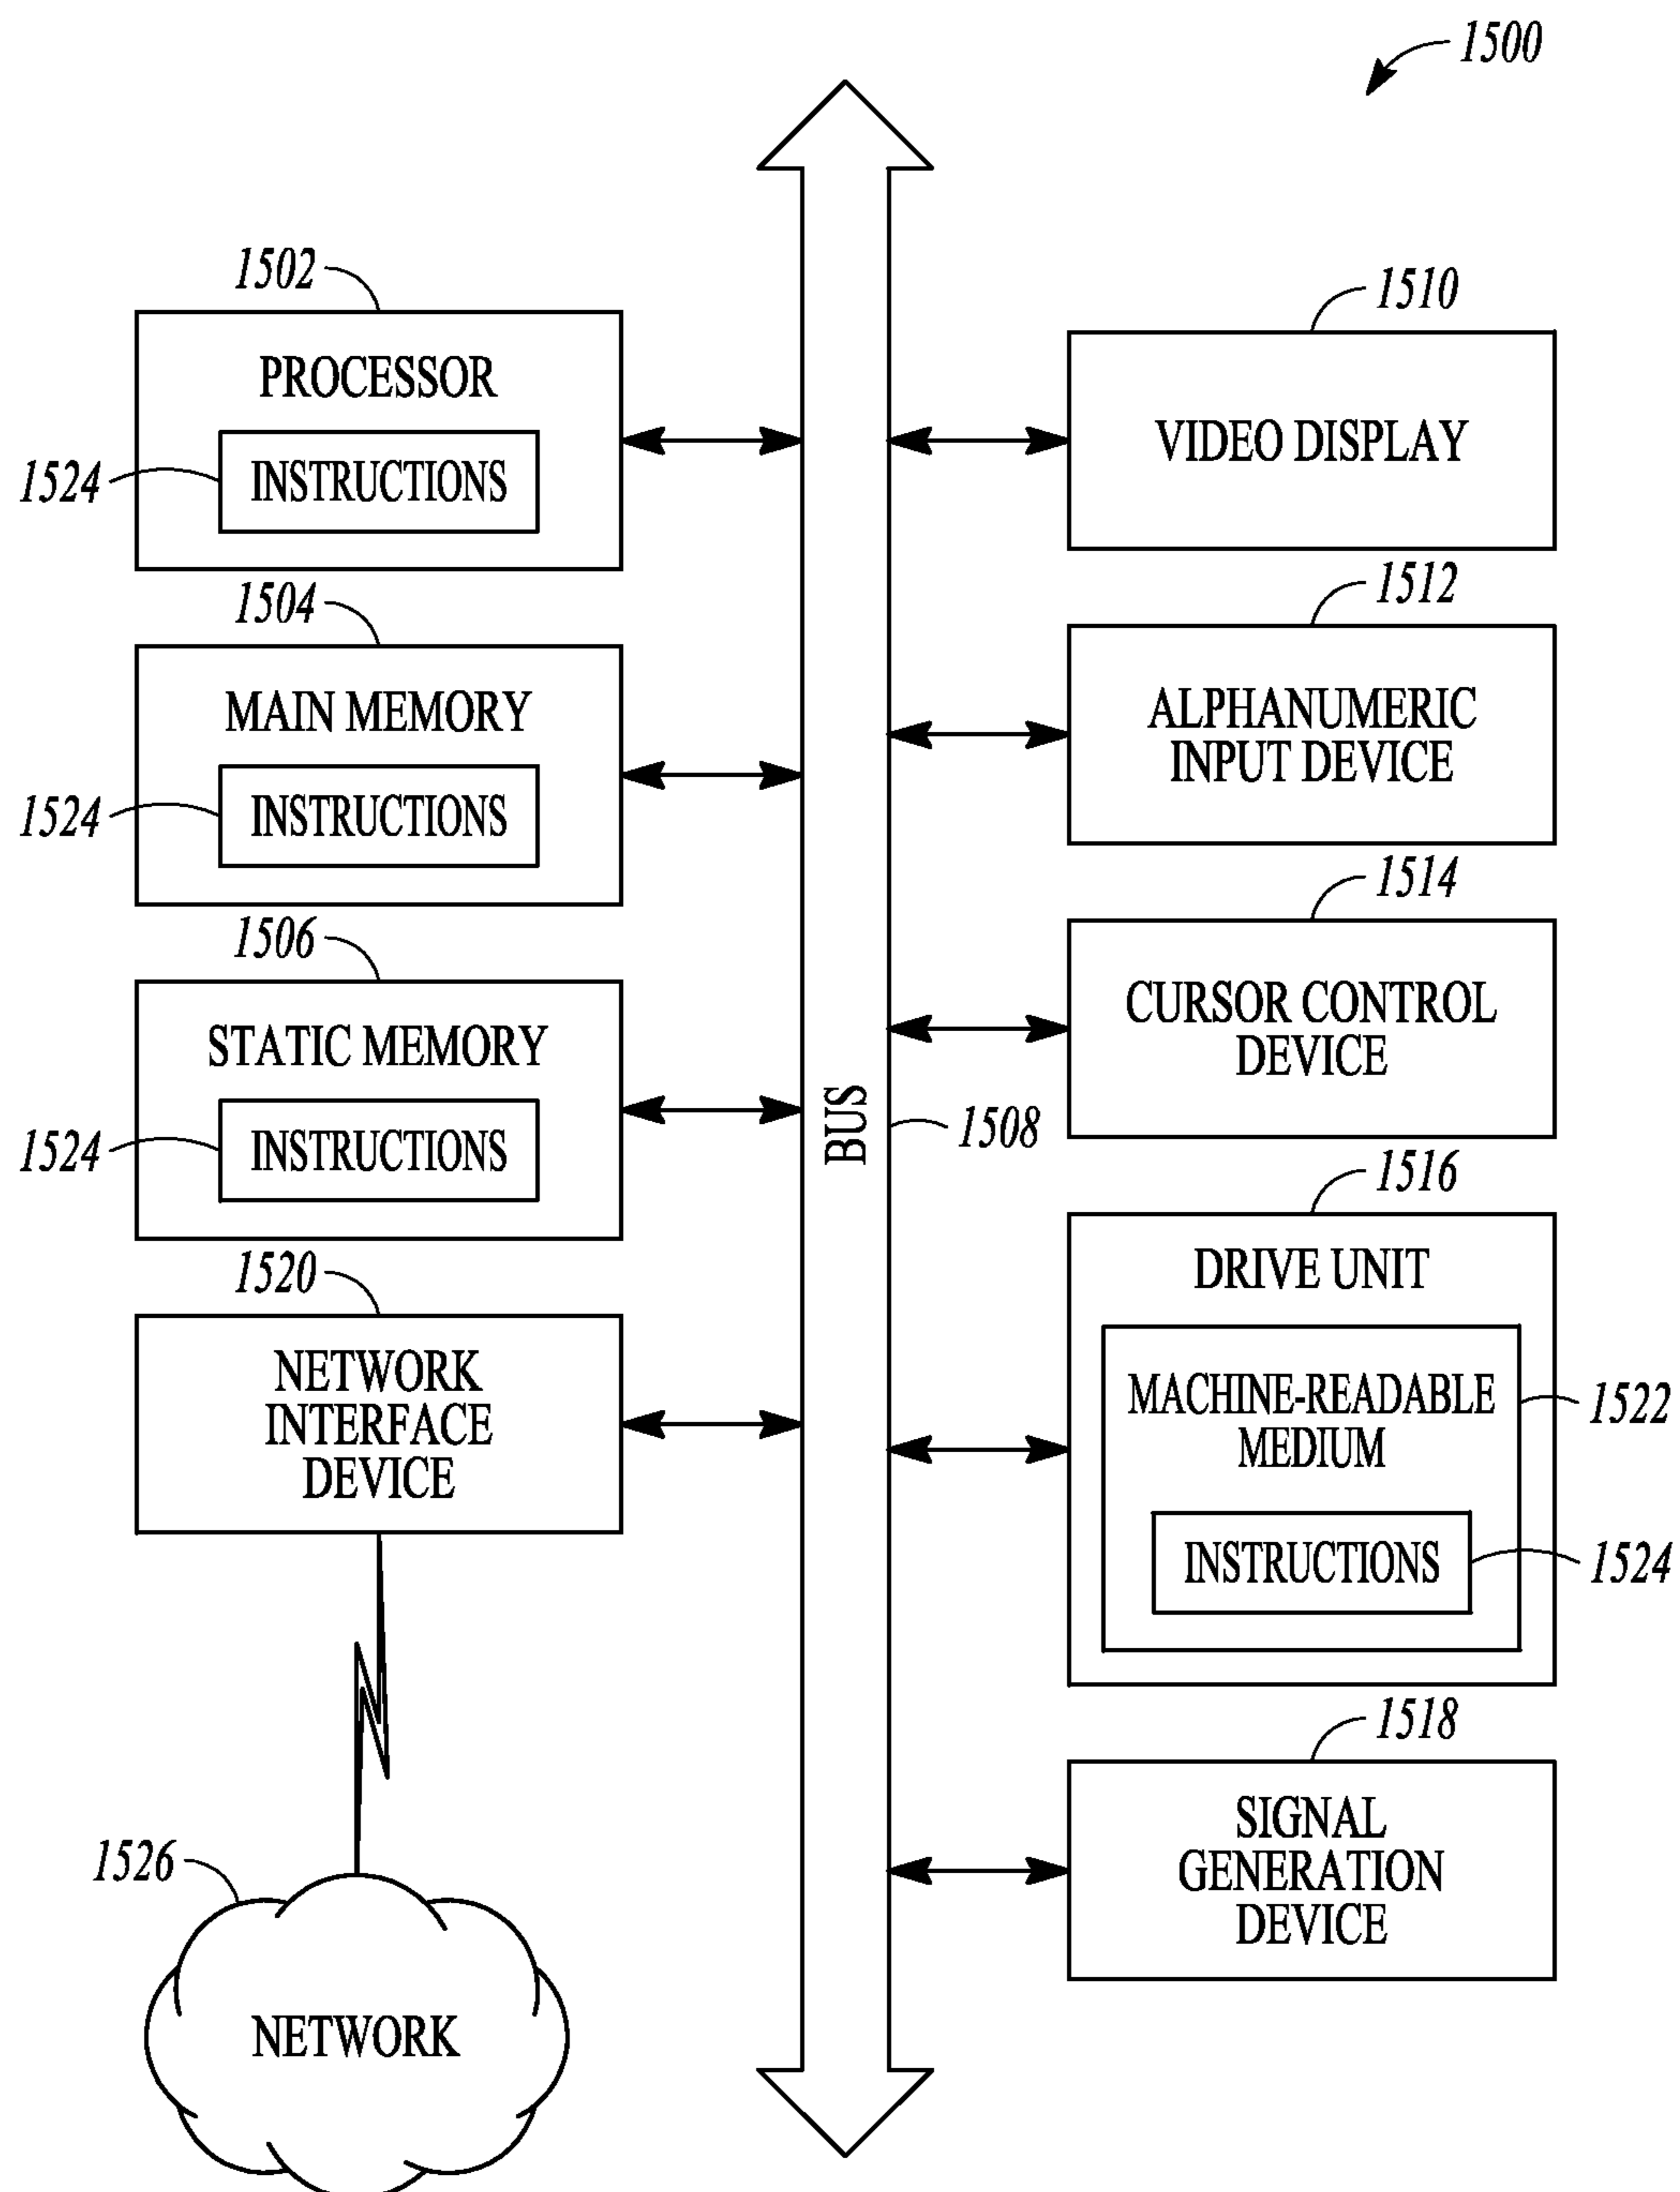 1500
1502
PROCESSOR
1524
INSTRUCTIONS
1504
MAIN MEMORY
1524
INSTRUCTIONS
1506
STATIC MEMORY
1524
INSTRUCTIONS
1520
NETWORK
INTERFACE
DEVICE
1526
NETWORK
BUS
1508
1510
VIDEO DISPLAY
1512
ALPHANUMERIC
INPUT DEVICE
1514
CURSOR CONTROL
DEVICE
1516
DRIVE UNIT
MACHINE-READABLE
MEDIUM
1522
INSTRUCTIONS
1524
1518
SIGNAL
GENERATION
DEVICE